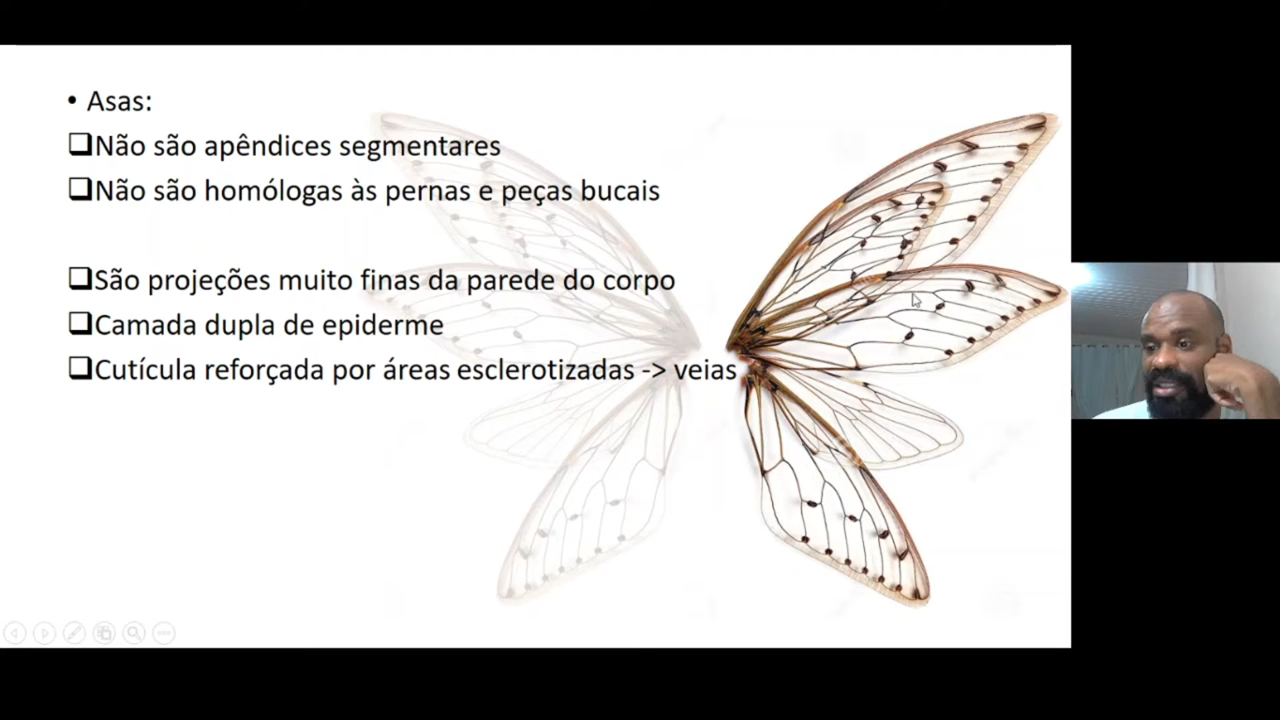 • Asas:
❑Não são apêndices segmentares
❑Não são homólogas às pernas e peças bucais
❑São projeções muito finas da parede do corpo
❑Camada dupla de epiderme
❑Cutícula reforçada por áreas esclerotizadas -> veias